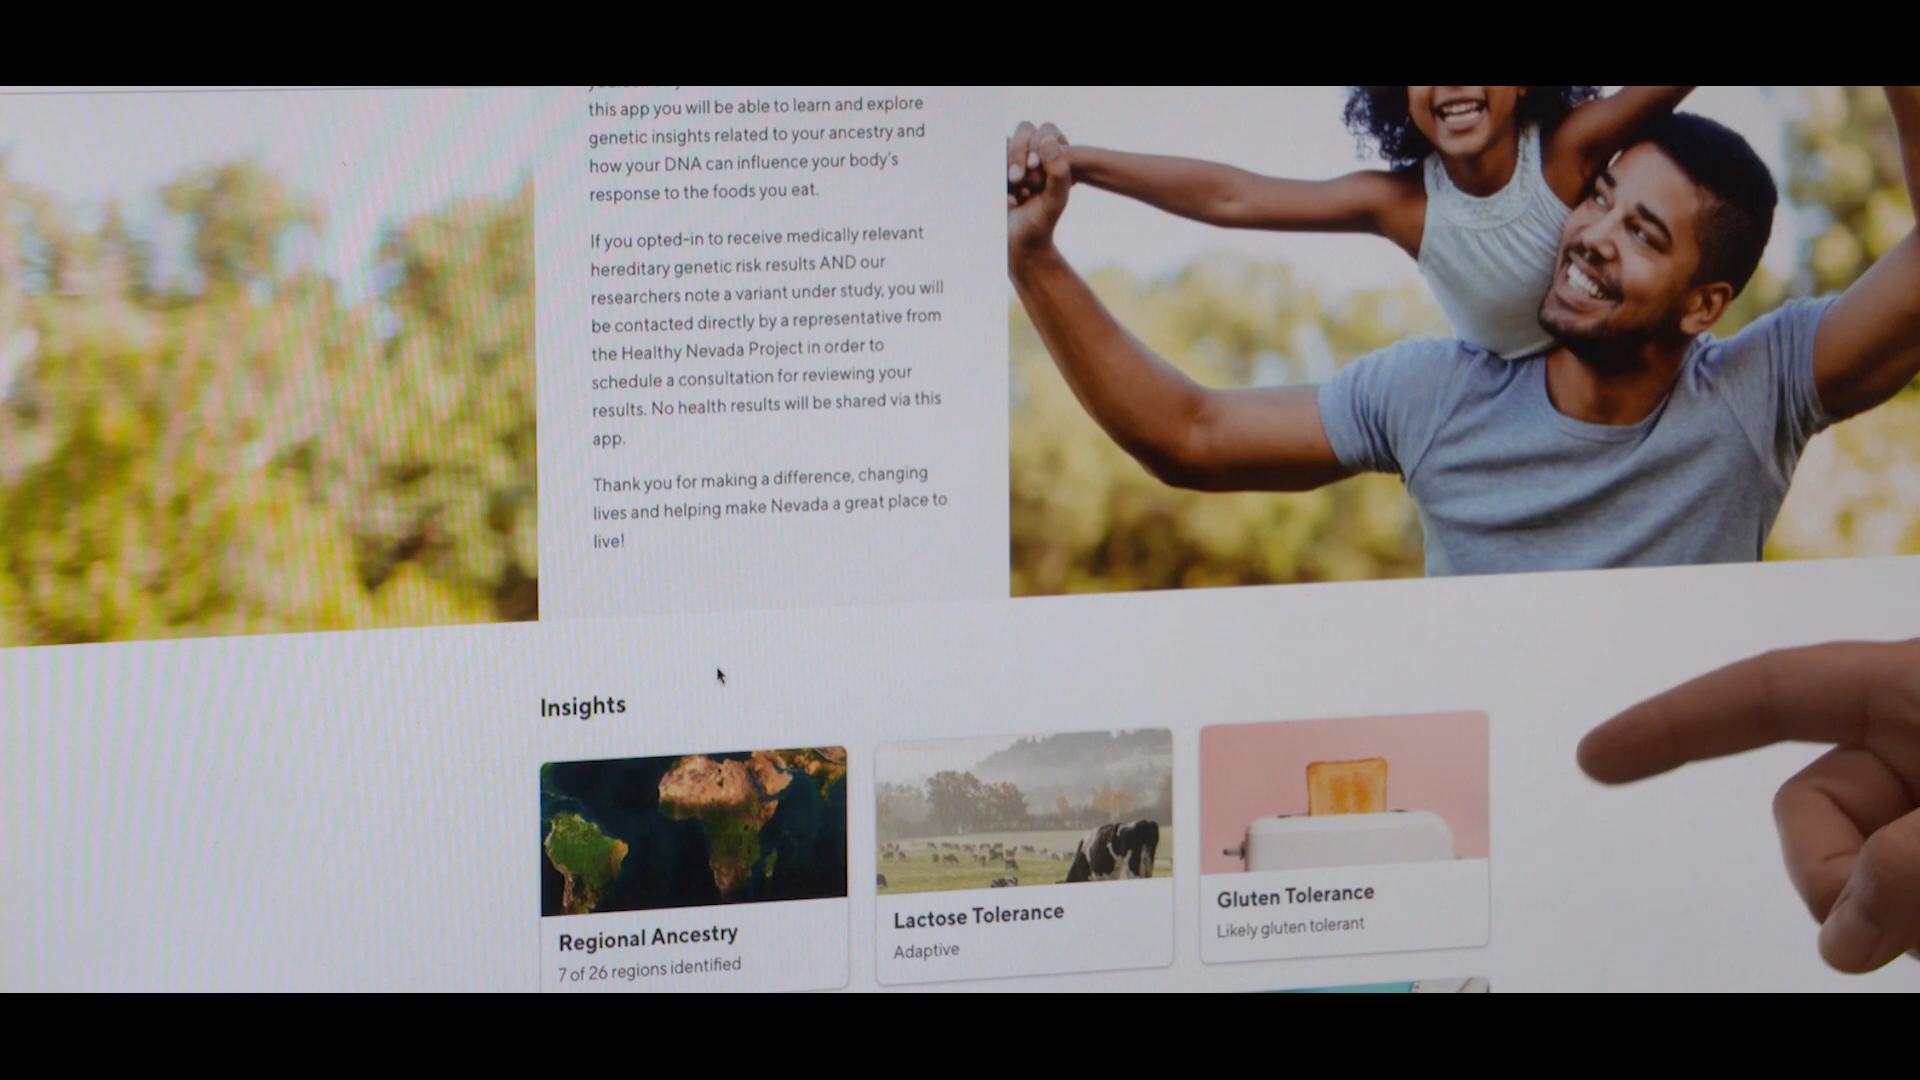 this app you will be able to learn and explore
genetic insights related to your ancestry and
how your DNA can influence your body's
response to the foods you eat.
If you opted-in to receive medically relevant
hereditary genetic risk results AND our
researchers note a variant under study, you will
be contacted directly by a representative from
the Healthy Nevada Project in order to
schedule a consultation for reviewing your
results. No health results will be shared via this
app.
Thank you for making a difference, changing
lives and helping make Nevada a great place to
live!
Insights
Regional Ancestry
7 of 26 regions identified
Lactose Tolerance
Adaptive
Gluten Tolerance
Likely gluten tolerant